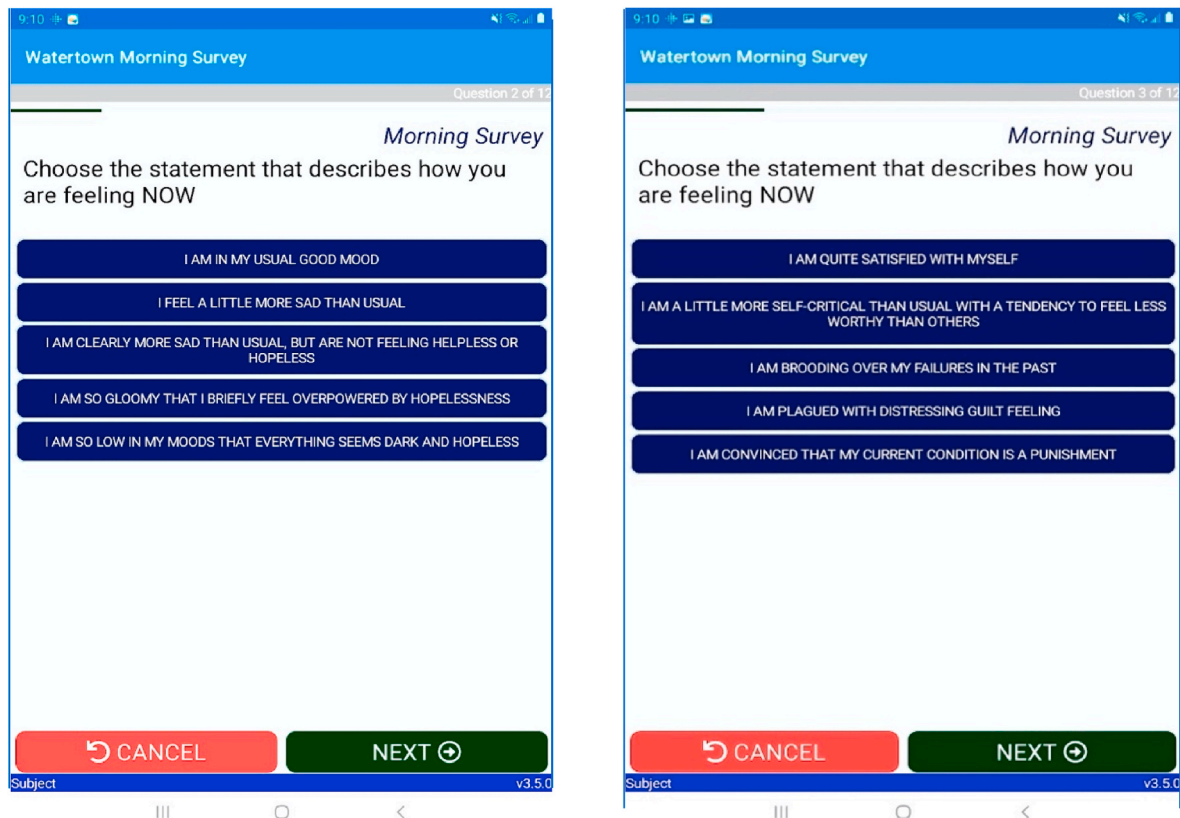 9:10
Watertown Morning Survey
Question 2 of 12
Morning Survey
Choose the statement that describes how you
are feeling NOW
I AM IN MY USUAL GOOD MOOD
I FEEL A LITTLE MORE SAD THAN USUAL
I AM CLEARLY MORE SAD THAN USUAL, BUT ARE NOT FEELING HELPLESS OR
HOPELESS
I AM SO GLOOMY THAT I BRIEFLY FEEL OVERPOWERED BY HOPELESSNESS
I AM SO LOW IN MY MOODS THAT EVERYTHING SEEMS DARK AND HOPELESS
CANCEL
NEXT
Subject
v3.5.0
9:10
Watertown Morning Survey
Question 3 of 12
Morning Survey
Choose the statement that describes how you
are feeling NOW
I AM QUITE SATISFIED WITH MYSELF
I AM A LITTLE MORE SELF-CRITICAL THAN USUAL WITH A TENDENCY TO FEEL LESS
WORTHY THAN OTHERS
I AM BROODING OVER MY FAILURES IN THE PAST
I AM PLAGUED WITH DISTRESSING GUILT FEELING
I AM CONVINCED THAT MY CURRENT CONDITION IS A PUNISHMENT
CANCEL
NEXT
Subject
v3.5.0